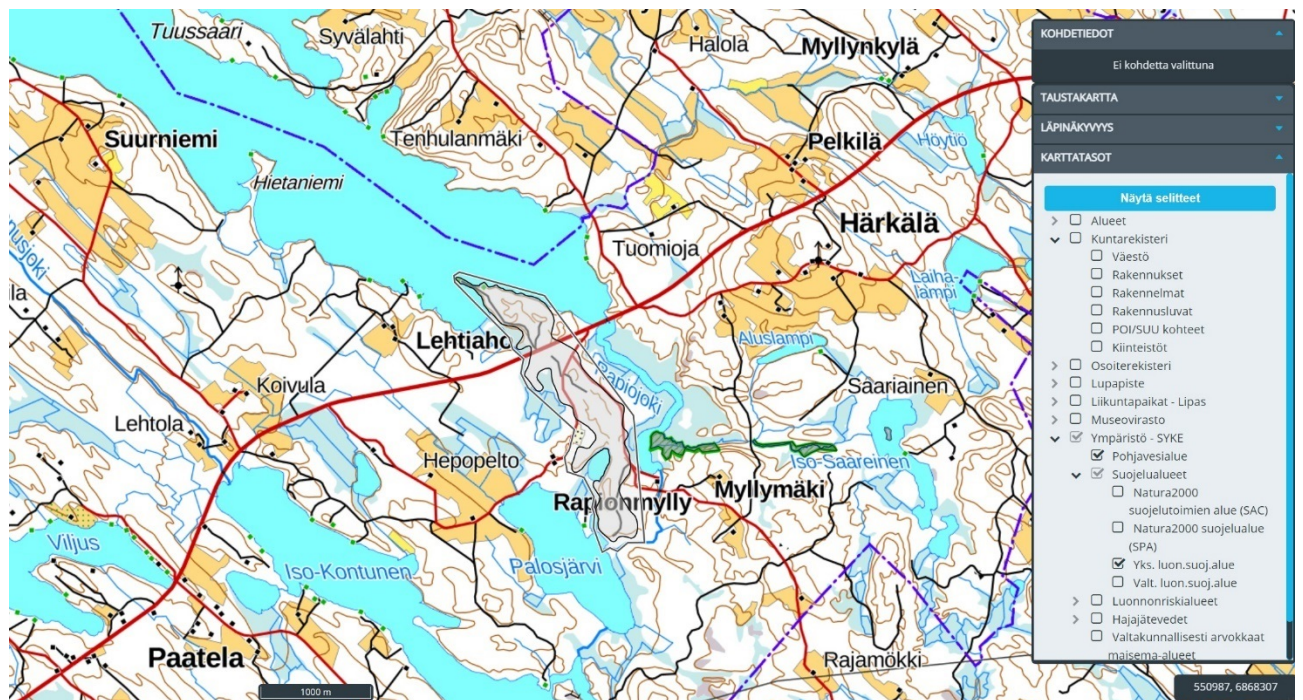 Tuussaari
Syvälahti
Halola
Myllynkylä
Suurniemi
Tenhulanmäki
Pelkilä
Höytiö
Hietaniemi
Härkälä
Tuomioja
Laiha-
lampi
nusjoki
la
Lehtiaho
Aluslampi
Rapiojoki
Saariainen
Koivula
Lehtola
Hepopelto
Iso-Saareinen
Rapionmylly
Myllymäki
Viljus
Iso-Kontunen
Palosjärvi
Paatela
Rajamökki
1000 m
KOHDETIEDOT
Ei kohdetta valittuna
TAUSTAKARTTA
LÄPINÄKYVYYS
KARTTATASOT
Näytä selitteet
Alueet
Kuntarekisteri
Väestö
Rakennukset
Rakennelmat
Rakennusluvat
POI/SUU kohteet
Kiinteistöt
Osoiterekisteri
Lupapiste
Liikuntapaikat - Lipas
Museovirasto
Ympäristö - SYKE
Pohjavesialue
Suojelualueet
Natura2000
suojelutoimien alue (SAC)
Natura2000 suojelualue
(SPA)
Yks. luon.suoj.alue
Valt. luon.suoj.alue
Luonnonriskialueet
Hajajätevedet
Valtakunnallisesti arvokkaat
maisema-alueet
550987, 6868307